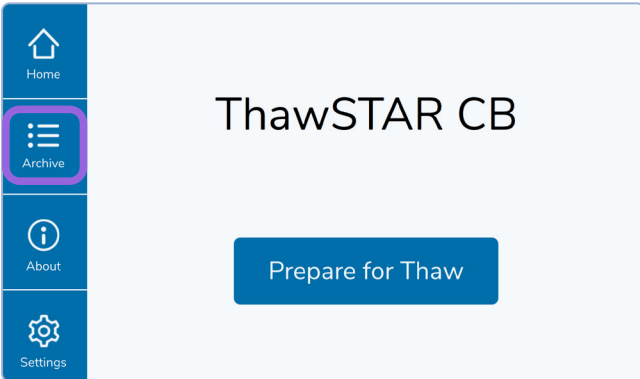 Home
Archive
About
Settings
ThawSTAR CB
Prepare for Thaw